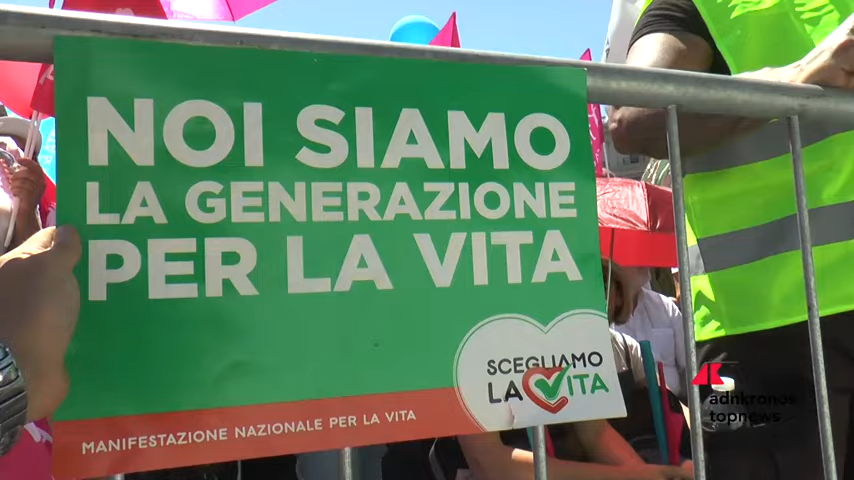 NOI SIAMO
LA GENERAZIONE
PER LA VITA
SCEGLIAMO
LA VITA
MANIFESTAZIONE NAZIONALE PER LA VITA
adnkronos
topnews